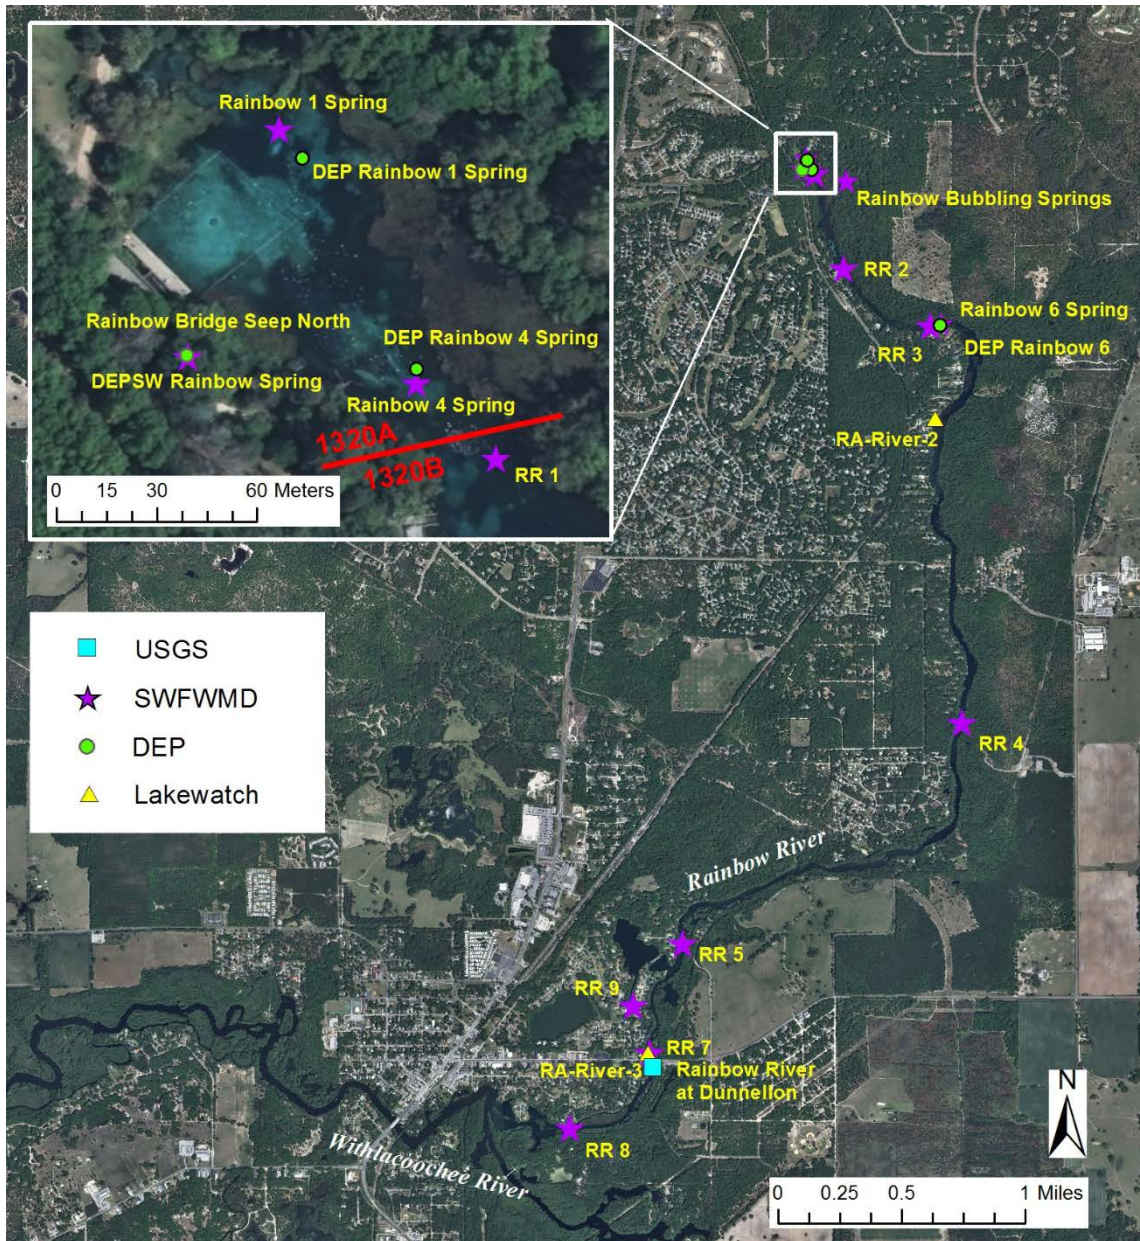 Rainbow 1 Spring
DEP Rainbow 1 Spring
Rainbow Bridge Seep North
DEPSW Rainbow Spring
DEP Rainbow 4 Spring
Rainbow 4 Spring
1320A
1320B
RR 1
0 15 30 60 Meters
Rainbow Bubbling Springs
RR 2
Rainbow 6 Spring
RR 3
DEP Rainbow 6
RA-River-2
USGS
SWFWMD
DEP
Lakewatch
RR 4
Rainbow River
RR 5
RR 9
RR 7
RA-River-3
Rainbow River
at Dunnellon
RR 8
Withlacoochee River
N
0 0.25 0.5 1 Miles